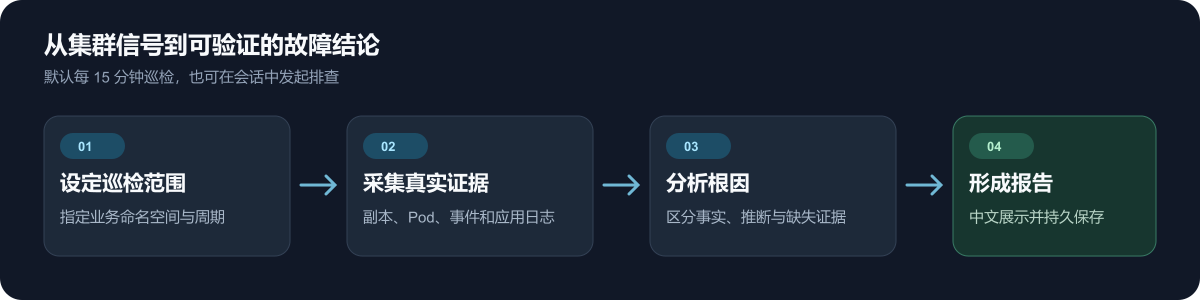 从集群信号到可验证的故障结论
默认每 15 分钟巡检，也可在会话中发起排查
01
设定巡检范围
指定业务命名空间与周期
02
采集真实证据
副本、Pod、事件和应用日志
03
分析根因
区分事实、推断与缺失证据
04
形成报告
中文展示并持久保存